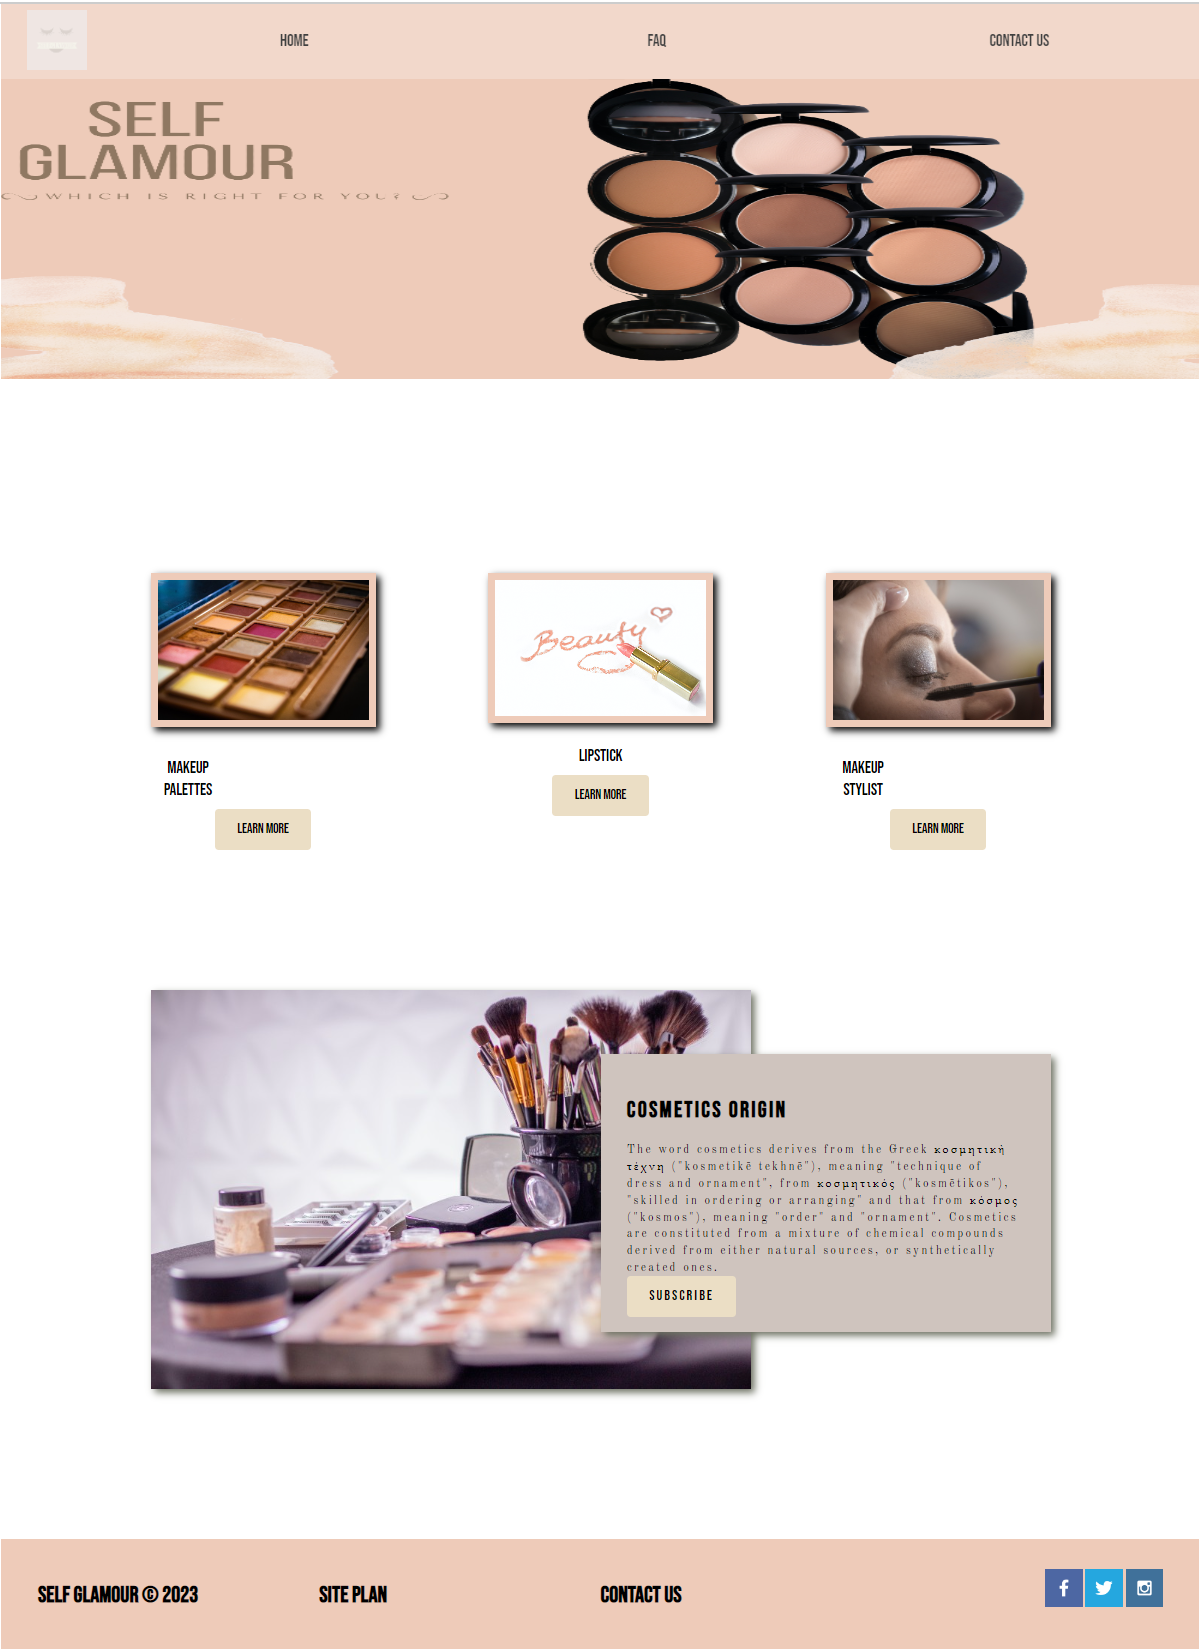 HOME FAQ CONTACT US
SELF
GLAMOUR
WHICH IS RIGHT FOR YOU?
Beauty
MAKEUP
PALETTES
LEARN MORE
LIPSTICK
LEARN MORE
MAKEUP
STYLIST
LEARN MORE
COSMETICS ORIGIN
The word cosmetics derives from the Greek κοσμητική
τέχνη ("kosmetikē tekhnē"), meaning "technique of
dress and ornament", from κοσμητικός ("kosmētikos"),
"skilled in ordering or arranging" and that from κόσμος
("kosmos"), meaning "order" and "ornament". Cosmetics
are constituted from a mixture of chemical compounds
derived from either natural sources, or synthetically
created ones.
SUBSCRIBE
SELF GLAMOUR © 2023 SITE PLAN CONTACT US